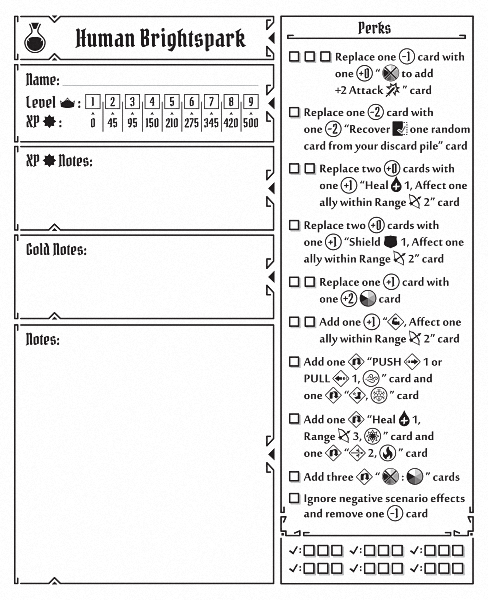 Human Brightspark
Name:
Level : 1 2 3 4 5 6 7 8 9
XP : 0 45 95 150 210 275 345 420 500
XP Notes:
Gold Notes:
Notes:
Perks
Replace one -1 card with
one +0 " to add
+2 Attack " card
Replace one -2 card with
one -2 "Recover one random
card from your discard pile" card
Replace two +0 cards with
one +1 "Heal 1, Affect one
ally within Range 2" card
Replace two +0 cards with
one +1 "Shield 1, Affect one
ally within Range 2" card
Replace one +1 card with
one +2 card
Add one +1 " , Affect one
ally within Range 2" card
Add one "PUSH 1 or
PULL 1, " card and
one " , " card
Add one "Heal 1,
Range 3, " card and
one " 2, " card
Add three " : " cards
Ignore negative scenario effects
and remove one -1 card
✓: ✓: ✓:
✓: ✓: ✓: